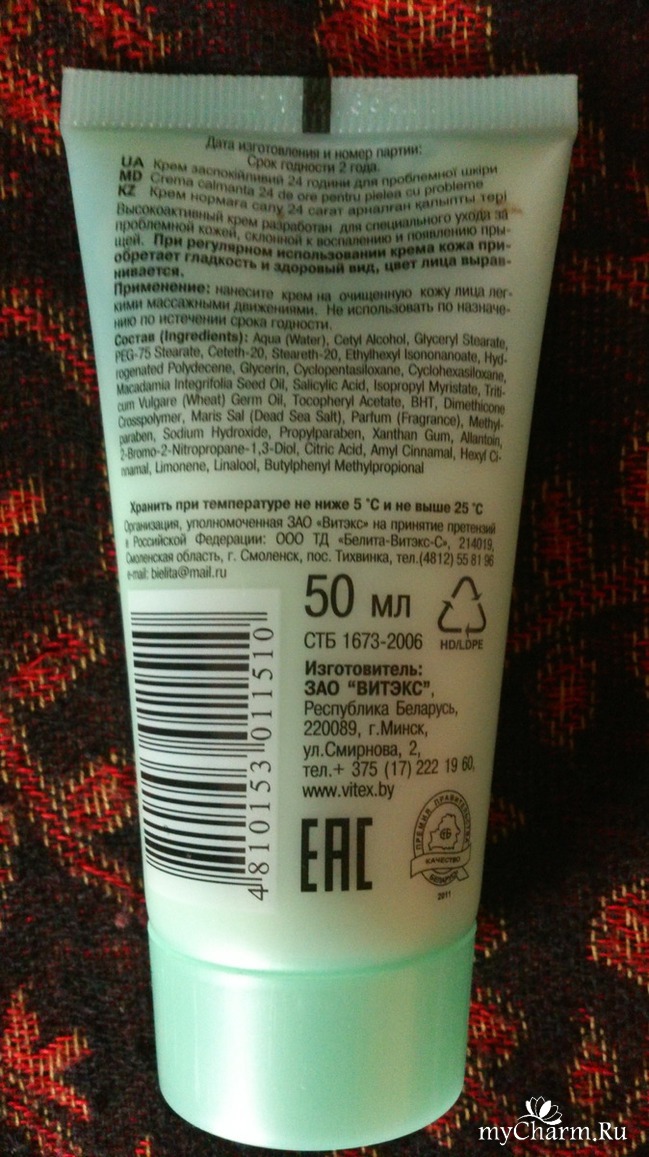 Дата изготовления и номер партии:
Срок годности 2 года.
UA Крем заспокійливий 24 години для проблемної шкіри
MD Crema calmanta 24 de ore pentru pielea cu probleme
KZ Крем нормаға салу 24 сағат арналған қалыпты тері
Высокоактивный крем разработан для специального ухода за
проблемной кожей, склонной к воспалению и появлению пры-
щей. При регулярном использовании крема кожа при-
обретает гладкость и здоровый вид, цвет лица вырав-
нивается.
Применение: нанесите крем на очищенную кожу лица лег-
кими массажными движениями. Не использовать по назначе-
нию по истечении срока годности.
Состав (Ingredients): Aqua (Water), Cetyl Alcohol, Glyceryl Stearate,
PEG-75 Stearate, Ceteth-20, Steareth-20, Ethylhexyl Isononanoate, Hyd-
rogenated Polydecene, Glycerin, Cyclopentasiloxane, Cyclohexasiloxane,
Macadamia Integrifolia Seed Oil, Salicylic Acid, Isopropyl Myristate, Triti-
cum Vulgare (Wheat) Germ Oil, Tocopheryl Acetate, BHT, Dimethicone
Crosspolymer, Maris Sal (Dead Sea Salt), Parfum (Fragrance), Methyl-
paraben, Sodium Hydroxide, Propylparaben, Xanthan Gum, Allantoin,
2-Bromo-2-Nitropropane-1,3-Diol, Citric Acid, Amyl Cinnamal, Hexyl Ci-
nnamal, Limonene, Linalool, Butylphenyl Methylpropional
Хранить при температуре не ниже 5 °С и не выше 25 °С
Организация, уполномоченная ЗАО «Витэкс» на принятие претензий
в Российской Федерации: ООО ТД «Белита-Витэкс-С», 214019,
Смоленская область, г. Смоленск, пос. Тихвинка, тел.(4812) 55 81 96
e-mail: bielita@mail.ru
50 мл
HD/LDPE
СТБ 1673-2006
Изготовитель:
ЗАО "ВИТЭКС",
Республика Беларусь,
220089, г.Минск,
ул.Смирнова, 2,
тел.+ 375 (17) 222 19 60,
www.vitex.by
4 810153 011510
EAC
ПРЕМИЯ ПРАВИТЕЛЬСТВА
КАЧЕСТВО
2011
myCharm.Ru